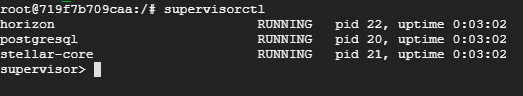 root@719f7b709caa:/# supervisorctl
horizon RUNNING pid 22, uptime 0:03:02
postgresql RUNNING pid 20, uptime 0:03:02
stellar-core RUNNING pid 21, uptime 0:03:02
supervisor>